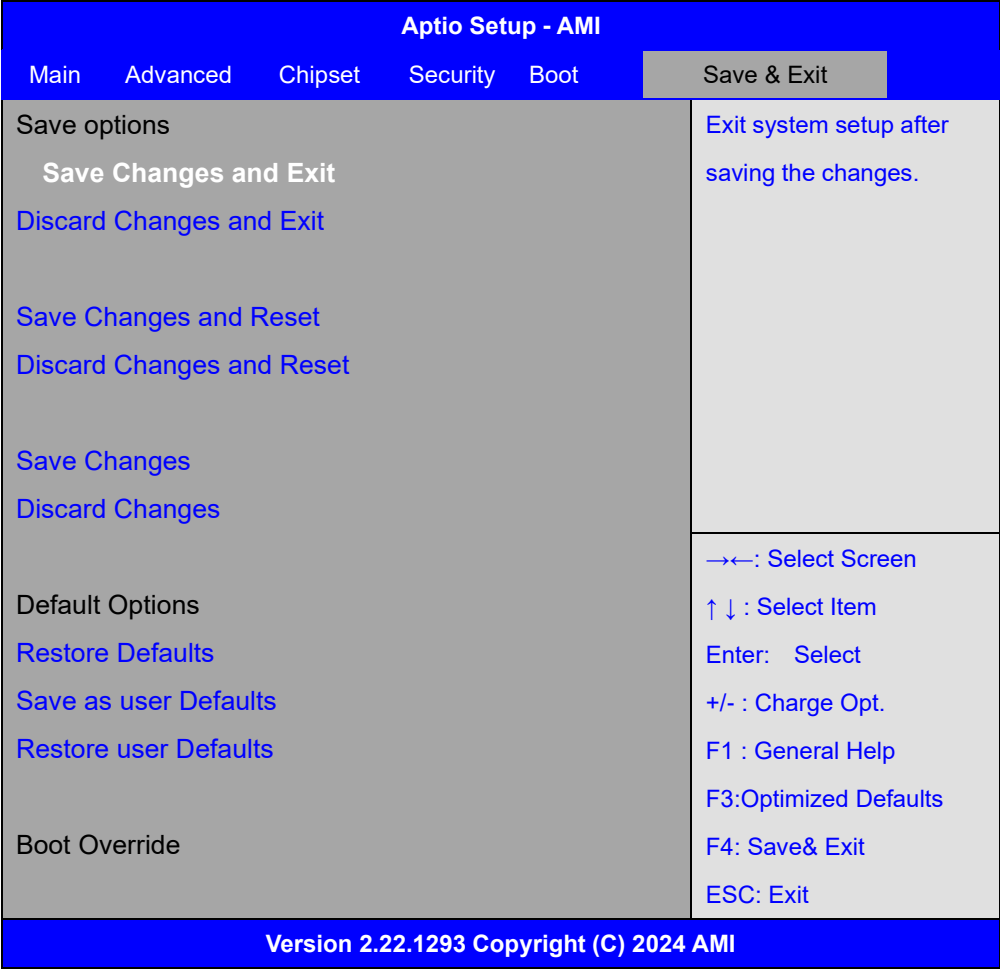 Aptio Setup - AMI
Main Advanced Chipset Security Boot Save & Exit
Save options
Save Changes and Exit
Discard Changes and Exit
Save Changes and Reset
Discard Changes and Reset
Save Changes
Discard Changes
Default Options
Restore Defaults
Save as user Defaults
Restore user Defaults
Boot Override
Exit system setup after
saving the changes.
→←: Select Screen
↑ ↓ : Select Item
Enter: Select
+/- : Charge Opt.
F1 : General Help
F3:Optimized Defaults
F4: Save& Exit
ESC: Exit
Version 2.22.1293 Copyright (C) 2024 AMI